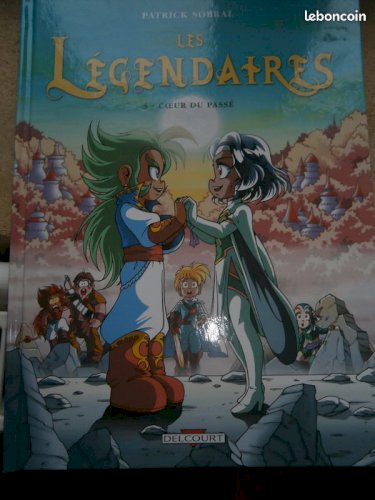 leboncoin
PATRICK SOBRAL
LES
LÉGENDAIRES
5 - CŒUR DU PASSÉ
DELCOURT